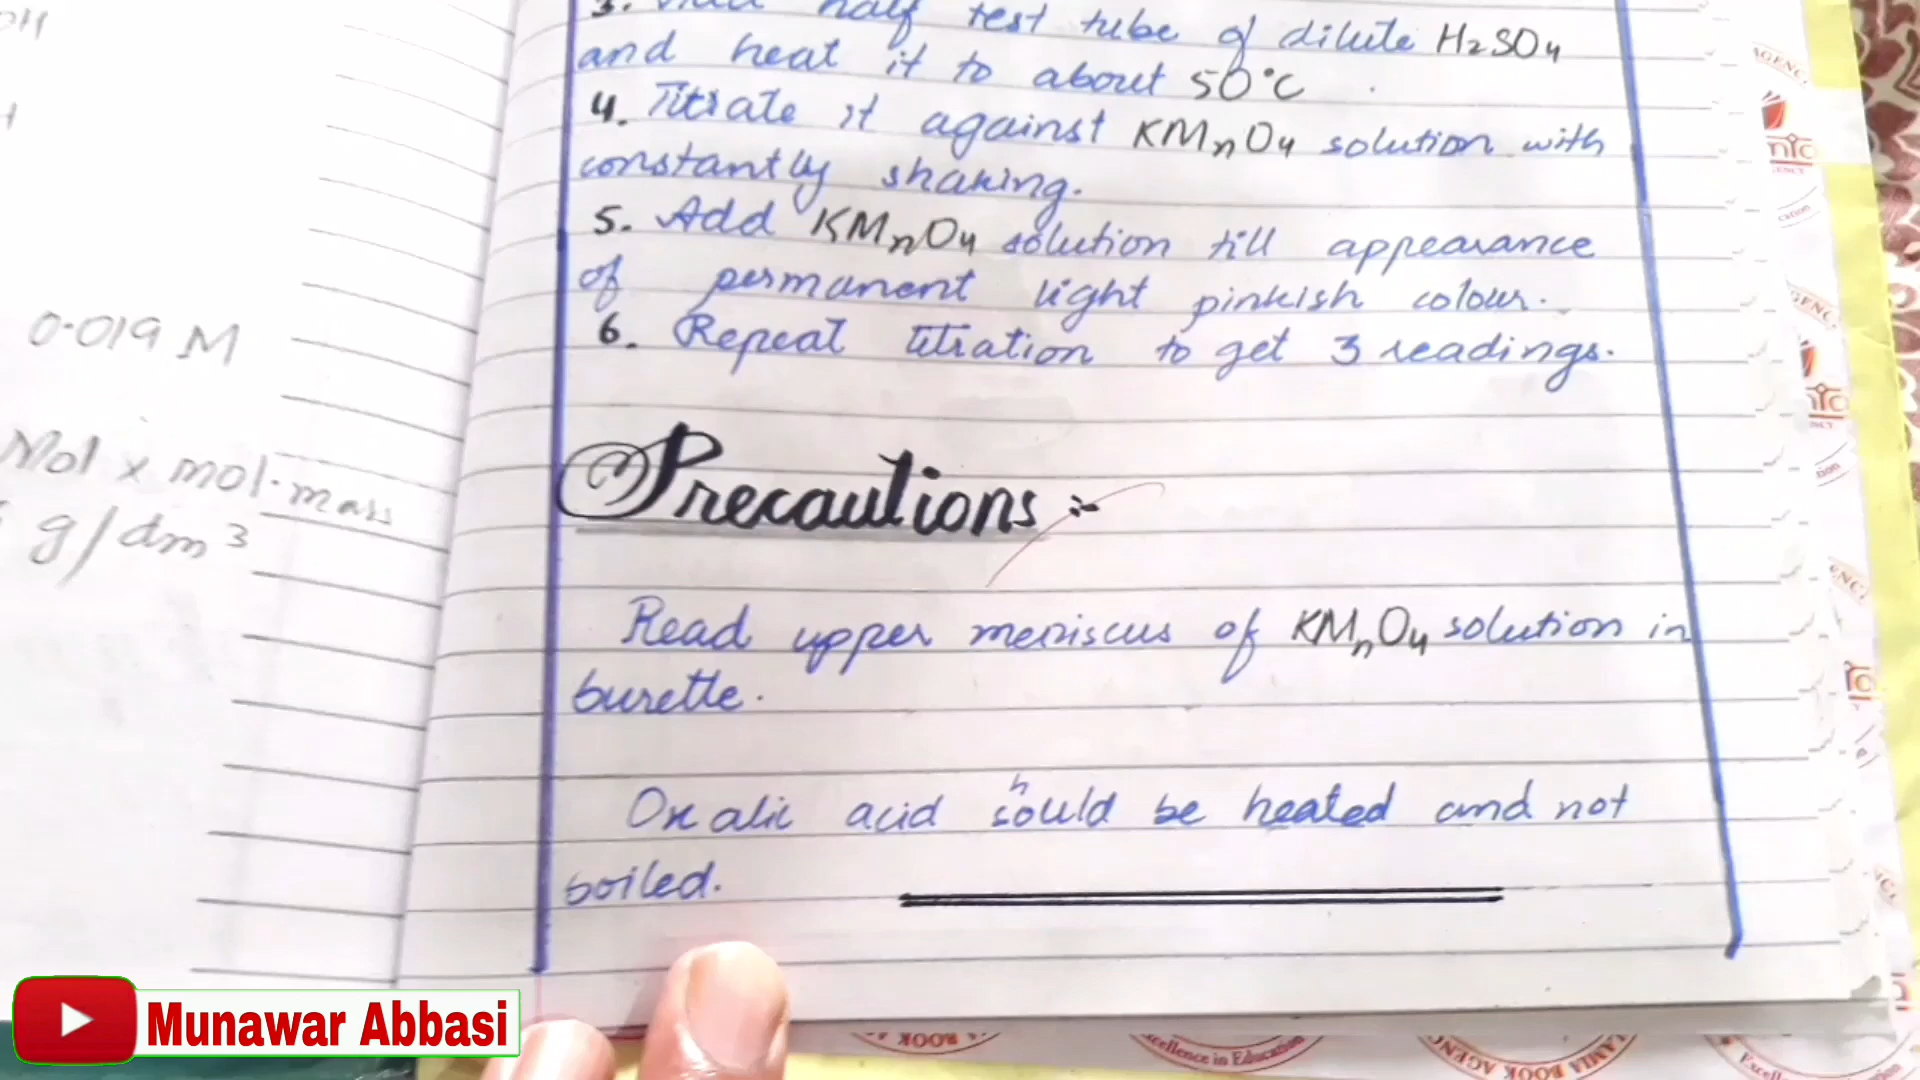 0.019 M
Mol x mol. mass
g/dm3
3. Add half test tube of dilute H2SO4
and heat it to about 50°C
4. Titrate it against KMnO4 solution with
constantly shaking.
5. Add KMnO4 solution till appearance
of permanent light pinkish colour.
6. Repeat titration to get 3 readings.
Precautions :-
Read upper meniscus of KMnO4 solution in
burette.
Oxalic acid should be heated and not
boiled.
Munawar Abbasi